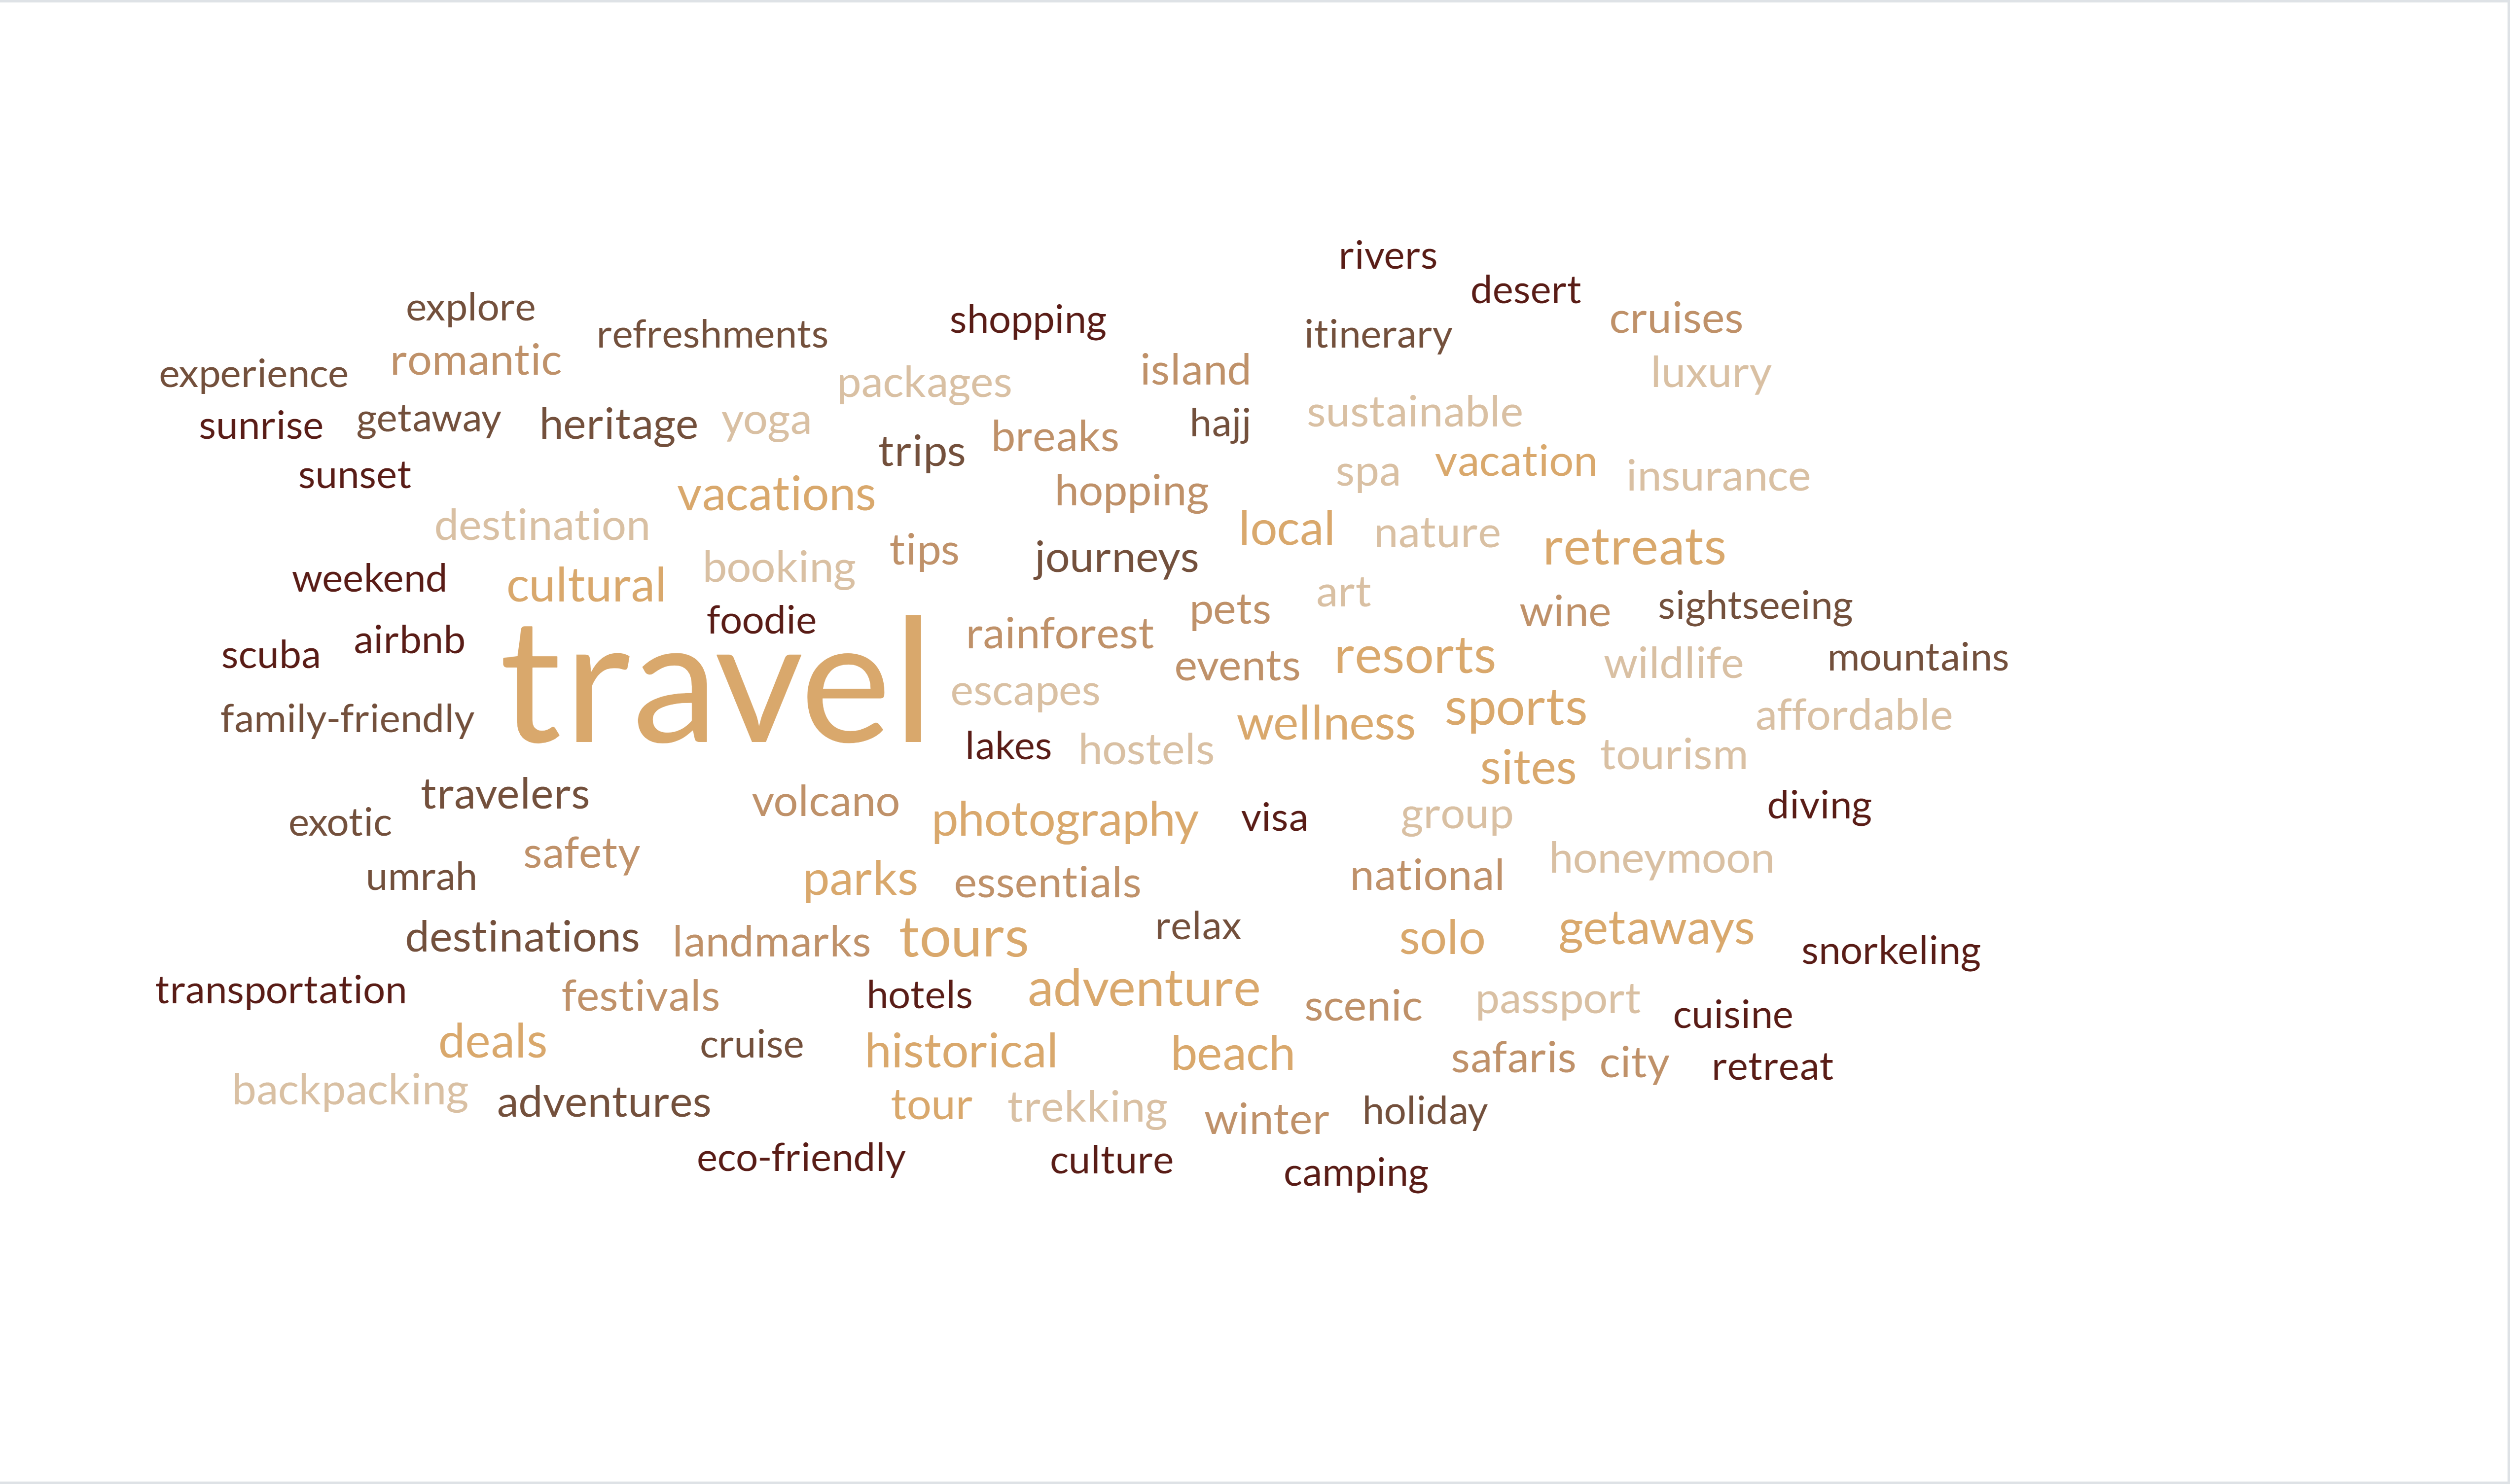 rivers
desert
explore
refreshments
shopping
itinerary
cruises
experience
romantic
packages
island
luxury
sunrise
getaway
heritage
yoga
trips
breaks
hajj
sustainable
sunset
vacations
hopping
spa
vacation
insurance
destination
booking
tips
journeys
local
nature
retreats
weekend
cultural
foodie
rainforest
pets
art
wine
sightseeing
scuba
airbnb
travel
escapes
events
resorts
wildlife
mountains
family-friendly
lakes
hostels
wellness
sports
tourism
affordable
sites
travelers
volcano
photography
visa
group
diving
exotic
safety
umrah
parks
essentials
national
honeymoon
destinations
landmarks
tours
relax
solo
getaways
snorkeling
transportation
festivals
hotels
adventure
scenic
passport
cuisine
deals
cruise
historical
beach
safaris
city
retreat
backpacking
adventures
tour
trekking
winter
holiday
eco-friendly
culture
camping